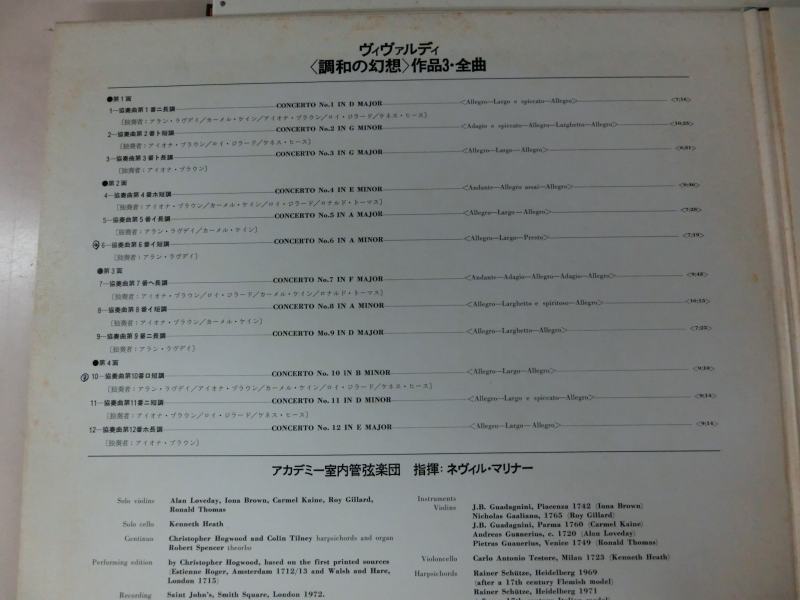 ヴィヴァルディ
〈調和の幻想〉作品3・全曲
●第1面
1—協奏曲第1番ニ長調 CONCERTO No.1 IN D MAJOR <Allegro—Largo e spiccato—Allegro>
〔独奏者：アラン・ラヴディ／カーメル・ケイン／アイオナ・ブラウン／ロイ・ジラード／ケネス・ヒース〕
2—協奏曲第2番ト短調 CONCERTO No.2 IN G MINOR <Adagio e spiccato—Allegro—Larghetto—Allegro> <10;25>
〔独奏者：アイオナ・ブラウン／ロイ・ジラード／ケネス・ヒース〕
3—協奏曲第3番ト長調 CONCERTO No.3 IN G MAJOR <Allegro—Largo—Allegro>
〔独奏者：アイオナ・ブラウン〕
●第2面
4—協奏曲第4番ホ短調 CONCERTO No.4 IN E MINOR <Andante—Allegro assai—Allegro>
〔独奏者：アイオナ・ブラウン／カーメル・ケイン／ロイ・ジラード／ロナルド・トーマス〕
5—協奏曲第5番イ長調 CONCERTO No.5 IN A MAJOR <Allegro—Largo—Allegro> <7;28>
〔独奏者：アラン・ラヴディ／カーメル・ケイン〕
6—協奏曲第6番イ短調 CONCERTO No.6 IN A MINOR <Allegro—Largo—Presto> <7;19>
〔独奏者：アラン・ラヴディ〕
●第3面
7—協奏曲第7番ヘ長調 CONCERTO No.7 IN F MAJOR <Andante—Adagio—Allegro—Adagio—Allegro> <9;48>
〔独奏者：アイオナ・ブラウン／ロイ・ジラード／カーメル・ケイン／ロナルド・トーマス〕
8—協奏曲第8番イ短調 CONCERTO No.8 IN A MINOR <Allegro—Larghetto e spiritoso—Allegro> <10;15>
〔独奏者：アイオナ・ブラウン／カーメル・ケイン〕
9—協奏曲第9番ニ長調 CONCERTO Mo.9 IN D MAJOR <Allegro—Larghetto—Allegro> <7;25>
〔独奏者：アラン・ラヴディ〕
●第4面
10—協奏曲第10番ロ短調 CONCERTO No. 10 IN B MINOR <Allegro—Largo—Allegro>
〔独奏者：アラン・ラヴディ／アイオナ・ブラウン／カーメル・ケイン／ロイ・ジラード／ケネス・ヒース〕
11—協奏曲第11番ニ短調 CONCERTO No. 11 IN D MINOR <Allegro—Largo e spiccato—Allegro> <9;14>
〔独奏者：アイオナ・ブラウン／ロイ・ジラード／ケネス・ヒース〕
12—協奏曲第12番ホ長調 CONCERTO No. 12 IN E MAJOR <Allegro—Largo—Allegro> <9;14>
〔独奏者：アイオナ・ブラウン〕
アカデミー室内管弦楽団 指揮：ネヴィル・マリナー
Solo violins Alan Loveday, Iona Brown, Carmel Kaine, Roy Gillard,
Ronald Thomas
Solo cello Kenneth Heath
Continuo Christopher Hogwood and Colin Tilney harpsichords and organ
Robert Spencer theorbo
Performing edition by Christopher Hogwood, based on the first printed sources
(Estienne Roger, Amsterdam 1712/13 and Walsh and Hare,
London 1715)
Recording Saint John's, Smith Square, London 1972.
Instruments
Violins J.B. Guadagnini, Piacenza 1742 (Iona Brown)
Nicholas Gaaliano, 1765 (Roy Gillard)
J.B. Guadagnini, Parma 1760 (Carmel Kaine)
Andreas Guanerius, c. 1720 (Alan Loveday)
Pietras Guanerius, Venice 1749 (Ronald Thomas)
Violoncello Carlo Antonio Testore, Milan 1723 (Kenneth Heath)
Harpsichords Rainer Schütze, Heidelberg 1969
(after a 17th century Flemish model)
Rainer Schütze, Heidelberg 1971